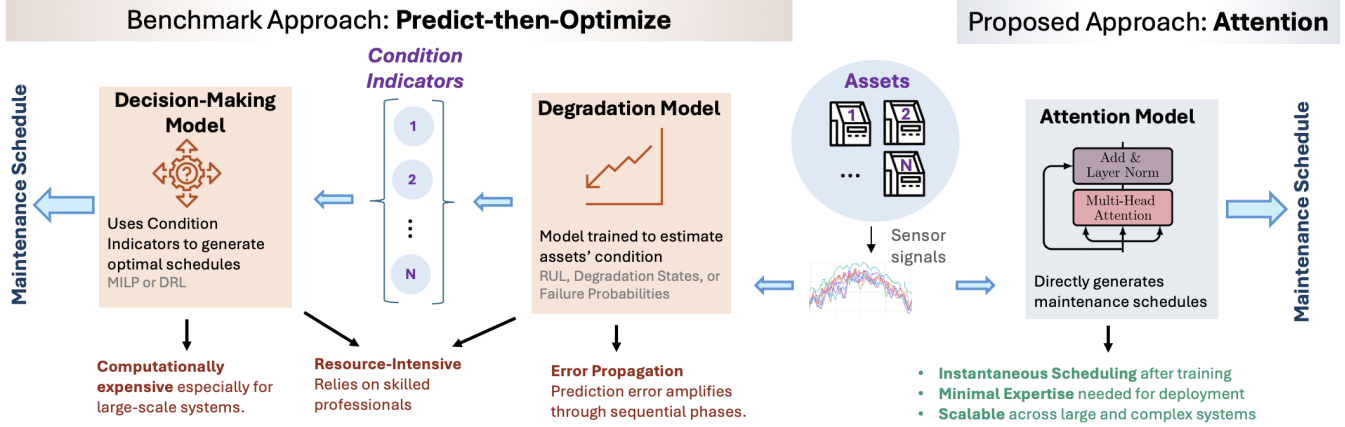 Benchmark Approach: Predict-then-Optimize
Maintenance Schedule
Decision-Making
Model
Uses Condition
Indicators to generate
optimal schedules
MILP or DRL
Condition
Indicators
1
2
⋮
N
Degradation Model
Model trained to estimate
assets' condition
RUL, Degradation States, or
Failure Probabilities
Computationally
expensive especially for
large-scale systems.
Resource-Intensive
Relies on skilled
professionals
Error Propagation
Prediction error amplifies
through sequential phases.
Assets
1
2
...
N
Sensor
signals
Proposed Approach: Attention
Attention Model
Add &
Layer Norm
Multi-Head
Attention
Directly generates
maintenance schedules
Maintenance Schedule
• Instantaneous Scheduling after training
• Minimal Expertise needed for deployment
• Scalable across large and complex systems